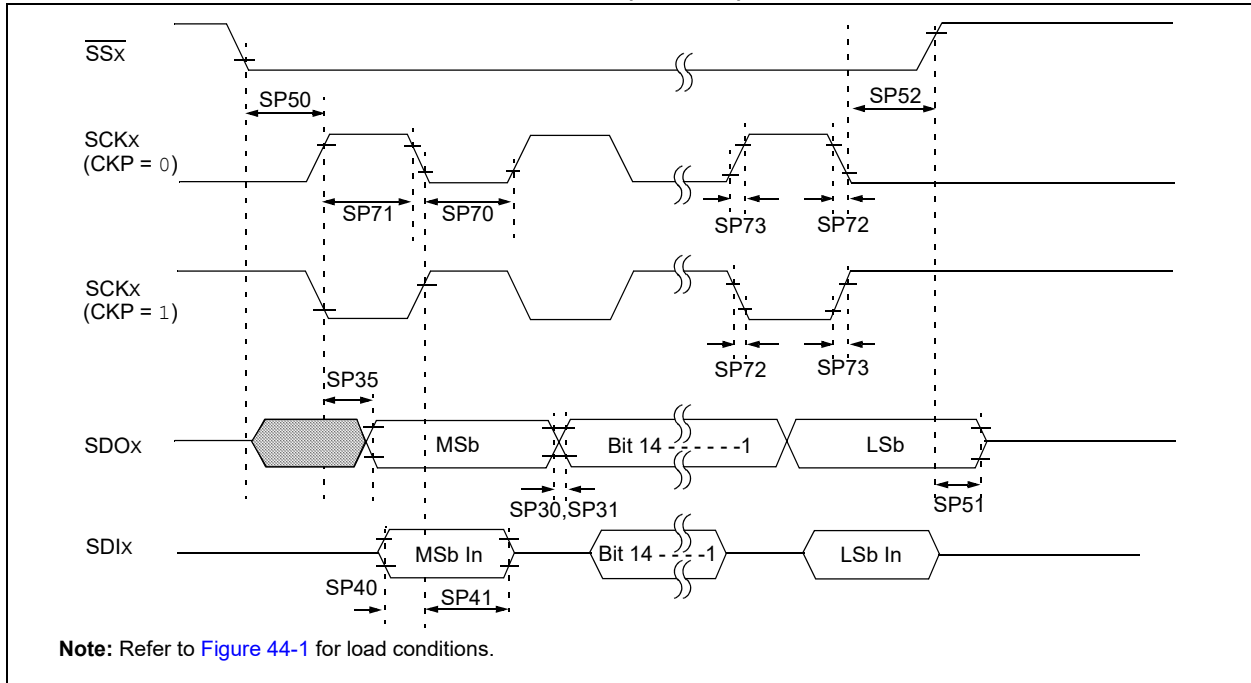 SSx
SP50
SP52
SCKx
(CKP = 0)
SP71
SP70
SP73
SP72
SCKx
(CKP = 1)
SP72
SP73
SP35
SDOx
MSb
Bit 14 - - - - - -1
LSb
SP30,SP31
SP51
SDIx
MSb In
Bit 14 - - - -1
LSb In
SP40
SP41
Note: Refer to Figure 44-1 for load conditions.